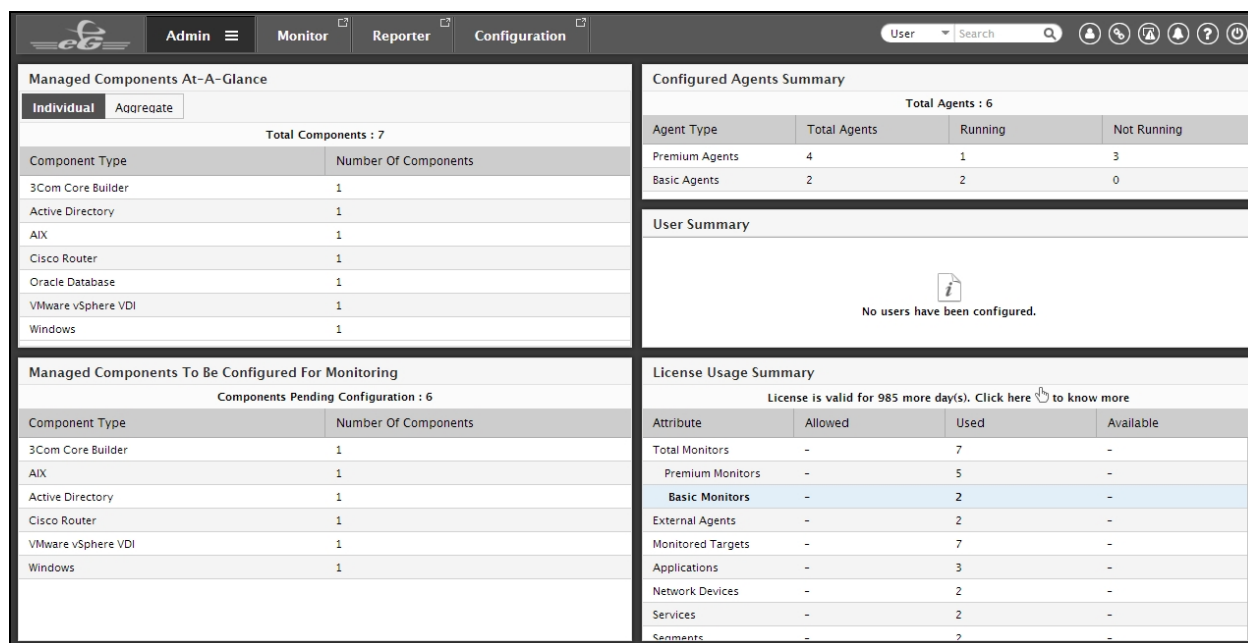 eG
Admin
Monitor
Reporter
Configuration
User
Search
Managed Components At-A-Glance
Individual
Aggregate
Total Components : 7
Component Type Number Of Components
3Com Core Builder 1
Active Directory 1
AIX 1
Cisco Router 1
Oracle Database 1
VMware vSphere VDI 1
Windows 1
Configured Agents Summary
Total Agents : 6
Agent Type Total Agents Running Not Running
Premium Agents 4 1 3
Basic Agents 2 2 0
User Summary
No users have been configured.
Managed Components To Be Configured For Monitoring
Components Pending Configuration : 6
Component Type Number Of Components
3Com Core Builder 1
AIX 1
Active Directory 1
Cisco Router 1
VMware vSphere VDI 1
Windows 1
License Usage Summary
License is valid for 985 more day(s). Click here to know more
Attribute Allowed Used Available
Total Monitors - 7 -
Premium Monitors - 5 -
Basic Monitors - 2 -
External Agents - 2 -
Monitored Targets - 7 -
Applications - 3 -
Network Devices - 2 -
Services - 2 -
Segments - 2 -